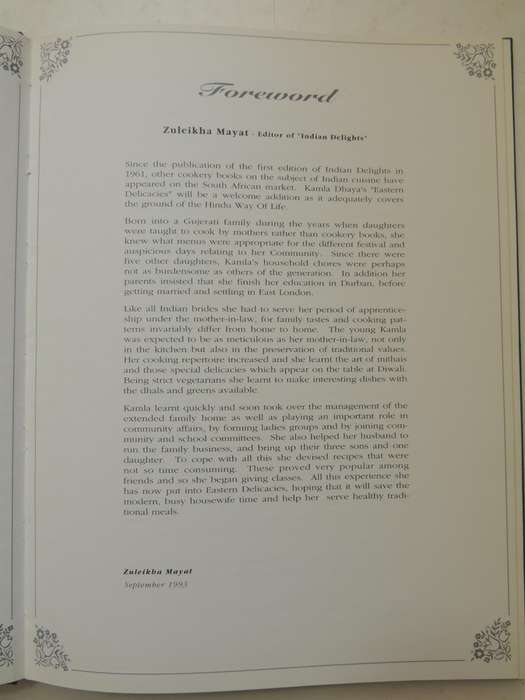 Foreword
Zuleikha Mayat - Editor of "Indian Delights"
Since the publication of the first edition of Indian Delights in
1961, other cookery books on the subject of Indian cuisine have
appeared on the South African market. Kamla Dhaya's "Eastern
Delicacies" will be a welcome addition as it adequately covers
the ground of the Hindu Way Of Life.
Born into a Gujerati family during the years when daughters
were taught to cook by mothers rather than cookery books, she
knew what menus were appropriate for the different festival and
auspicious days relating to her Community. Since there were
five other daughters, Kamla's household chores were perhaps
not as burdensome as others of the generation. In addition her
parents insisted that she finish her education in Durban, before
getting married and settling in East London.
Like all Indian brides she had to serve her period of apprentice-
ship under the mother-in-law, for family tastes and cooking pat-
terns invariably differ from home to home. The young Kamla
was expected to be as meticulous as her mother-in-law, not only
in the kitchen but also in the preservation of traditional values.
Her cooking repertoire increased and she learnt the art of mithais
and those special delicacies which appear on the table at Diwali.
Being strict vegetarians she learnt to make interesting dishes with
the dhals and greens available.
Kamla learnt quickly and soon took over the management of the
extended family home as well as playing an important role in
community affairs, by forming ladies groups and by joining com-
munity and school committees. She also helped her husband to
run the family business, and bring up their three sons and one
daughter. To cope with all this she devised recipes that were
not so time consuming. These proved very popular among
friends and so she began giving classes. All this experience she
has now put into Eastern Delicacies, hoping that it will save the
modern, busy housewife time and help her serve healthy tradi-
tional meals.
Zuleikha Mayat
September 1993